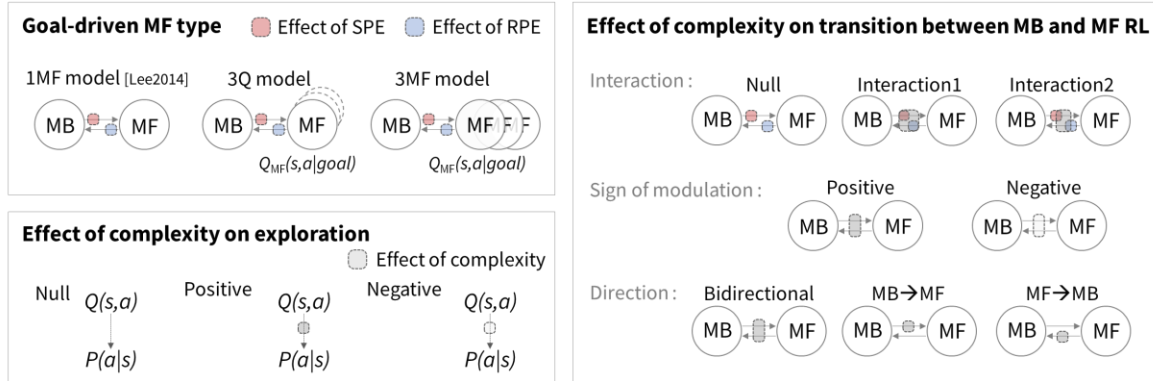 Goal-driven MF type
Effect of SPE
Effect of RPE
1MF model [Lee2014]
3Q model
3MF model
MB
MF
MB
MF
MB
MF
MF
MF
Q_MF(s,a|goal)
Q_MF(s,a|goal)
Effect of complexity on exploration
Effect of complexity
Null
Q(s,a)
P(a|s)
Positive
Q(s,a)
P(a|s)
Negative
Q(s,a)
P(a|s)
Effect of complexity on transition between MB and MF RL
Interaction :
Null
Interaction1
Interaction2
MB
MF
MB
MF
MB
MF
Sign of modulation :
Positive
Negative
MB
MF
MB
MF
Direction :
Bidirectional
MB→MF
MF→MB
MB
MF
MB
MF
MB
MF